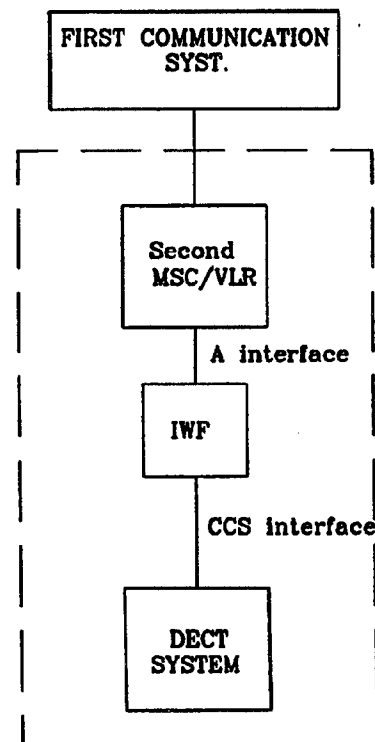 FIRST COMMUNICATION
SYST.
Second
MSC/VLR
A interface
IWF
CCS interface
DECT
SYSTEM